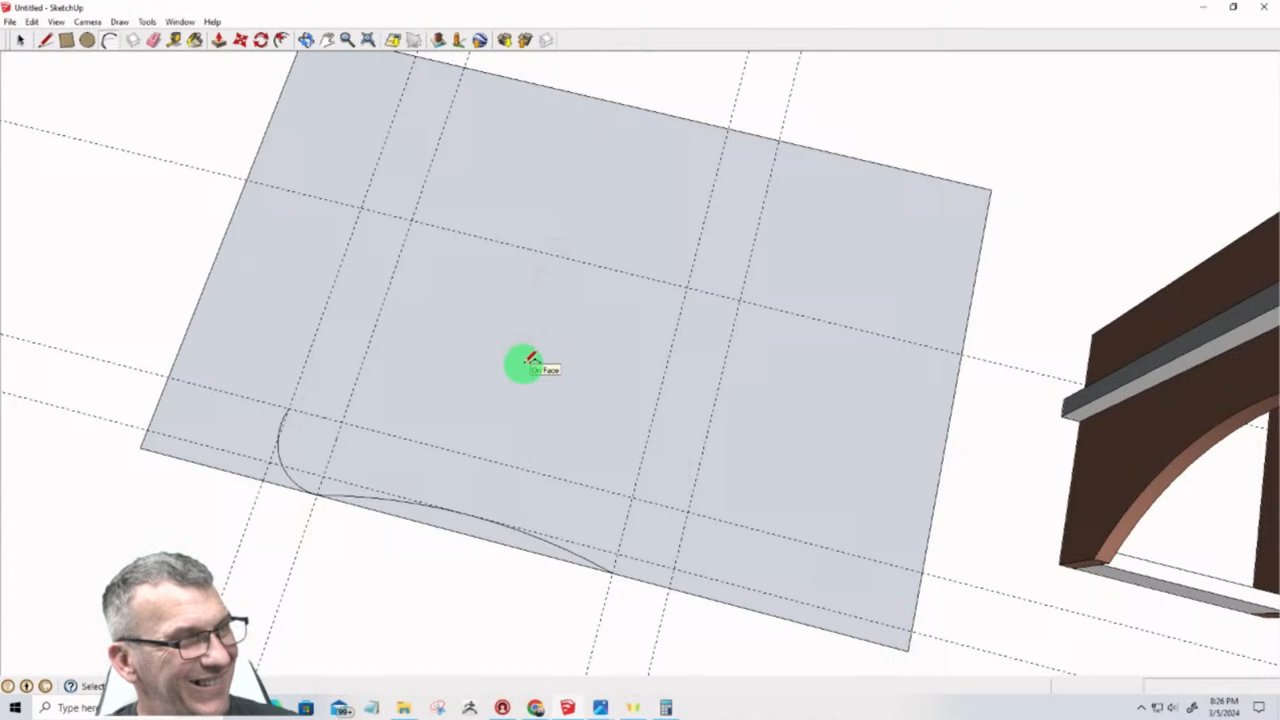 Untitled - SketchUp
File Edit View Camera Draw Tools Window Help
On Face
Select
Type here
99+
8:26 PM
3/5/2024